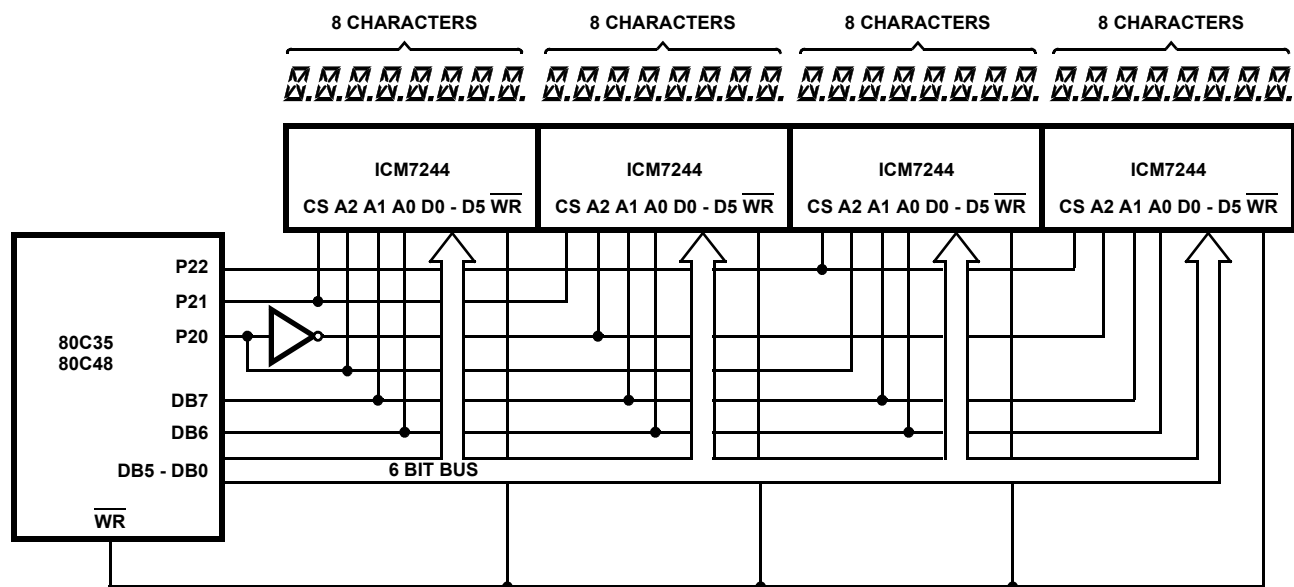 8 CHARACTERS 8 CHARACTERS 8 CHARACTERS 8 CHARACTERS
ICM7244 ICM7244 ICM7244 ICM7244
CS A2 A1 A0 D0 - D5 WR CS A2 A1 A0 D0 - D5 WR CS A2 A1 A0 D0 - D5 WR CS A2 A1 A0 D0 - D5 WR
P22
P21
P20
80C35
80C48
DB7
DB6
DB5 - DB0
6 BIT BUS
WR